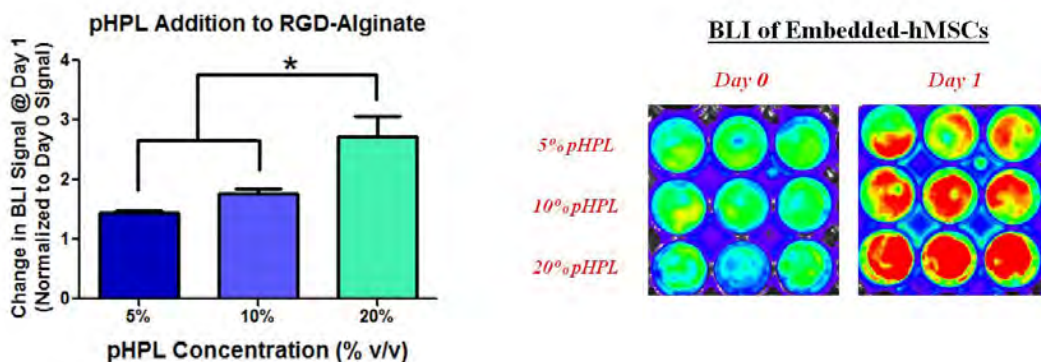 pHPL Addition to RGD-Alginate
Change in BLI Signal @ Day 1
(Normalized to Day 0 Signal)
4
3
2
1
0
*
5%
10%
20%
pHPL Concentration (% v/v)
BLI of Embedded-hMSCs
Day 0
Day 1
5% pHPL
10% pHPL
20% pHPL